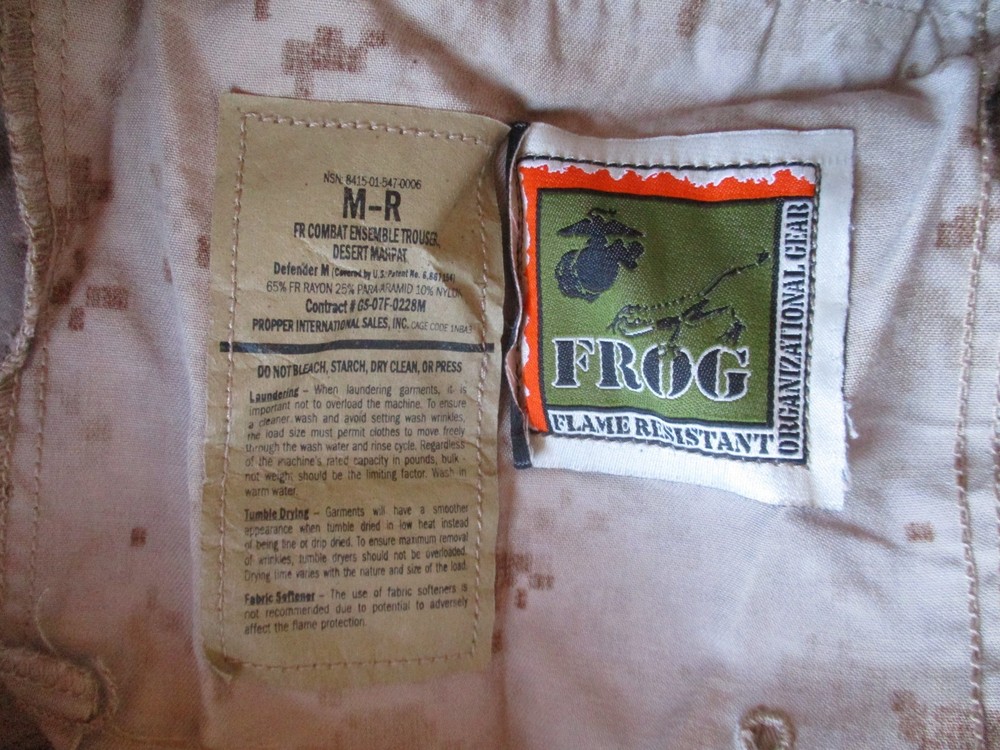 NSN: 8415-01-547-0006
M-R
FR COMBAT ENSEMBLE TROUSER,
DESERT MARPAT
Defender M (Covered by U.S. Patent No. 6,867,154)
65% FR RAYON 25% PARA ARAMID 10% NYLON
Contract # GS-07F-0228M
PROPPER INTERNATIONAL SALES, INC. CAGE CODE 1NBA3
DO NOT BLEACH, STARCH, DRY CLEAN, OR PRESS
Laundering – When laundering garments, it is
important not to overload the machine. To ensure
a cleaner wash and avoid setting wash wrinkles,
the load size must permit clothes to move freely
through the wash water and rinse cycle. Regardless
of the machine's rated capacity in pounds, bulk -
not weight should be the limiting factor. Wash in
warm water.
Tumble Drying – Garments will have a smoother
appearance when tumble dried in low heat instead
of being line or drip dried. To ensure maximum removal
of wrinkles, tumble dryers should not be overloaded.
Drying time varies with the nature and size of the load.
Fabric Softener – The use of fabric softeners is
not recommended due to potential to adversely
affect the flame protection.
FROG
FLAME RESISTANT
ORGANIZATIONAL GEAR